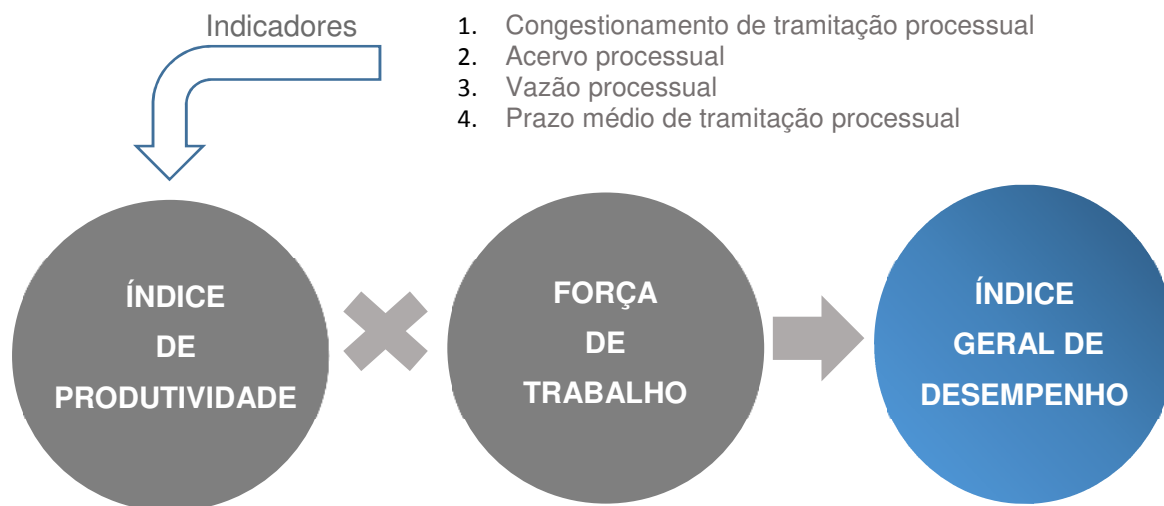 Indicadores
1. Congestionamento de tramitação processual
2. Acervo processual
3. Vazão processual
4. Prazo médio de tramitação processual
ÍNDICE
DE
PRODUTIVIDADE
FORÇA
DE
TRABALHO
ÍNDICE
GERAL DE
DESEMPENHO